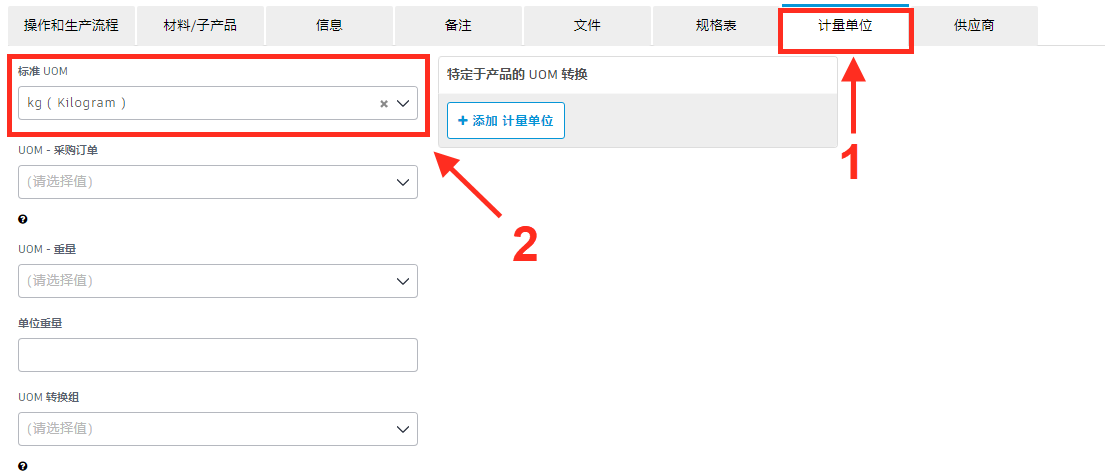 操作和生产流程
材料/子产品
信息
备注
文件
规格表
计量单位
供应商
标准 UOM
kg ( Kilogram )
特定于产品的 UOM 转换
添加 计量单位
1
UOM - 采购订单
(请选择值)
2
UOM - 重量
(请选择值)
单位重量
UOM 转换组
(请选择值)